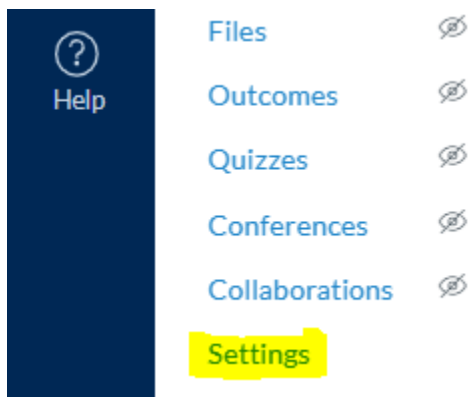 Help
Files
Outcomes
Quizzes
Conferences
Collaborations
Settings